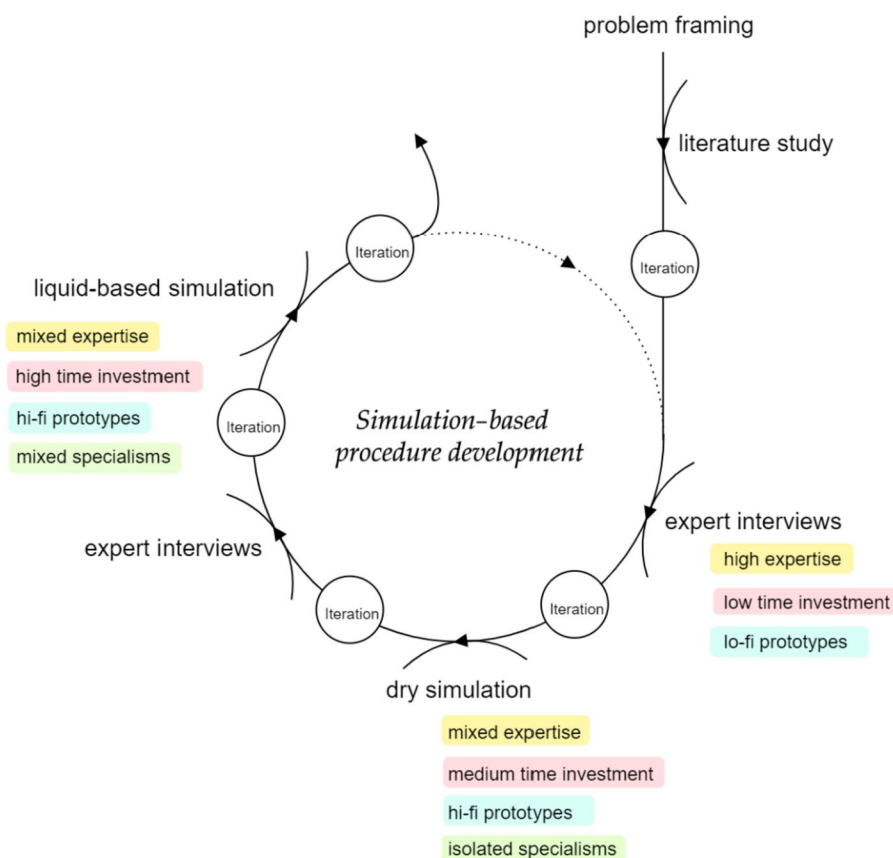 problem framing
literature study
Iteration
Iteration
liquid-based simulation
mixed expertise
high time investment
hi-fi prototypes
mixed specialisms
Iteration
Simulation–based
procedure development
expert interviews
high expertise
low time investment
lo-fi prototypes
expert interviews
Iteration
Iteration
dry simulation
mixed expertise
medium time investment
hi-fi prototypes
isolated specialisms